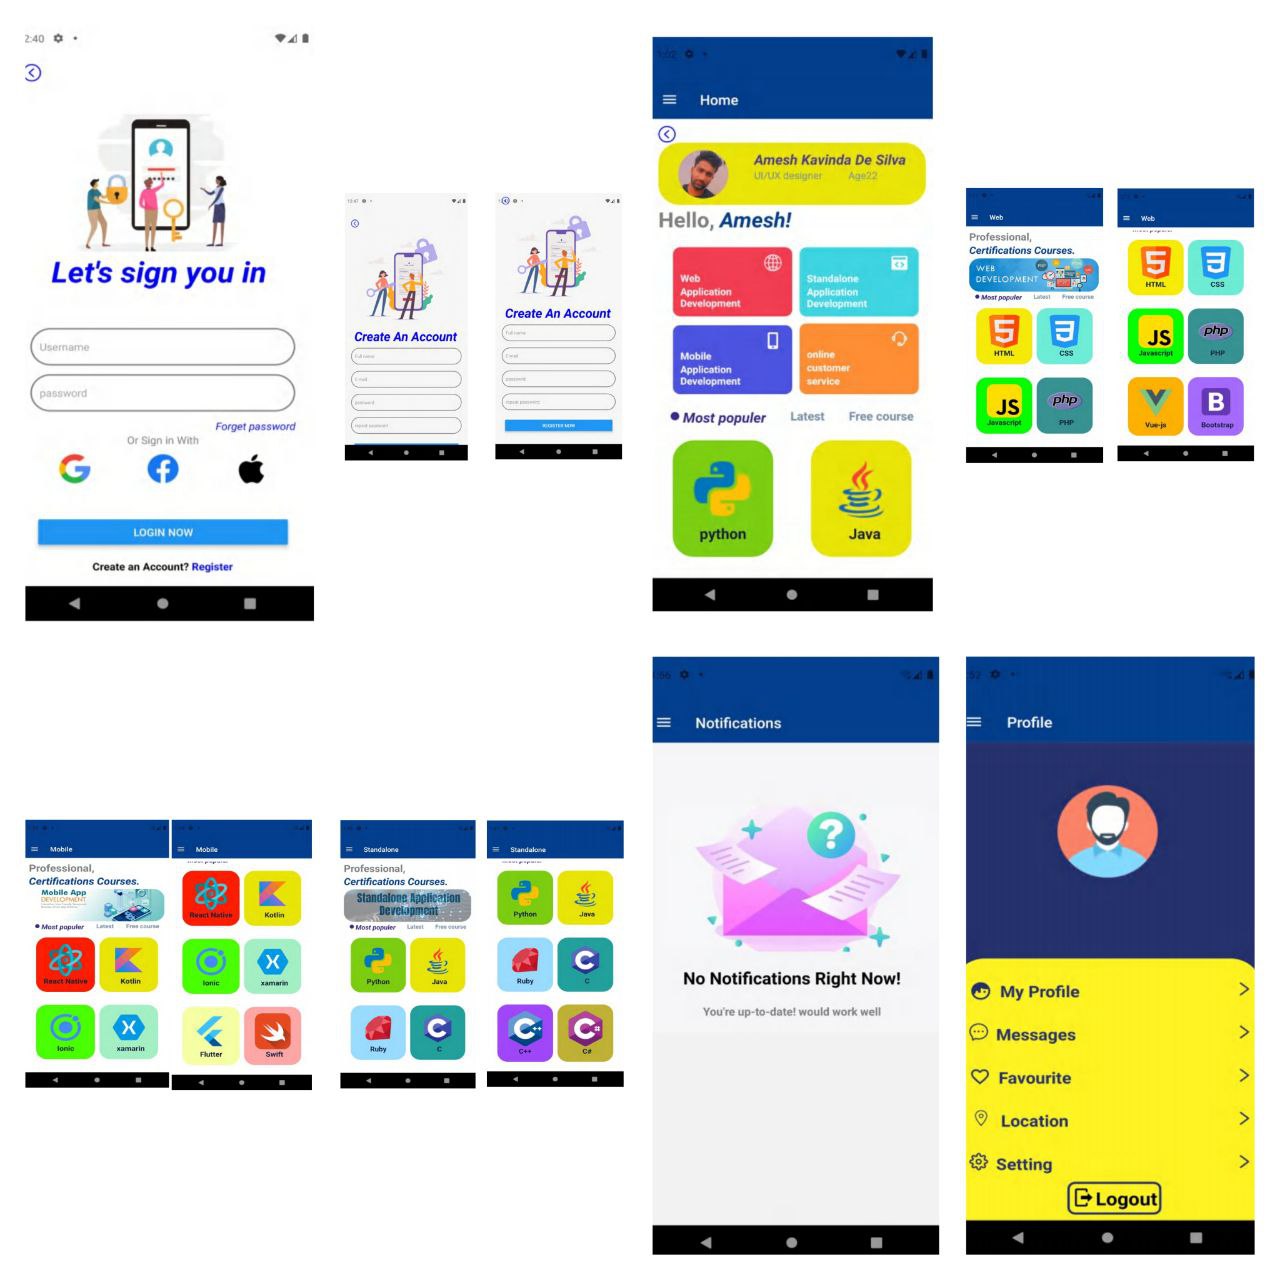 2:40
Let's sign you in
Username
password
Forget password
Or Sign in With
LOGIN NOW
Create an Account? Register
12:47
Create An Account
Full name
E-mail
password
repeat password
Create An Account
Full name
E-mail
password
repeat password
REGISTER NOW
Home
Amesh Kavinda De Silva
UI/UX designer Age22
Hello, Amesh!
Web
Application
Development
Standalone
Application
Development
Mobile
Application
Development
online
customer
service
Most populer Latest Free course
python Java
Web
Professional,
Certifications Courses.
WEB
DEVELOPMENT
Most populer Latest Free course
HTML CSS
JS php
Javascript PHP
Web
HTML CSS
JS php
Javascript PHP
B
Vue-js Bootstrap
Mobile
Professional,
Certifications Courses.
Mobile App
DEVELOPMENT
Most populer Latest Free course
React Native Kotlin
Ionic xamarin
Mobile
React Native Kotlin
Ionic xamarin
Flutter Swift
Standalone
Professional,
Certifications Courses.
Standalone Application
Development
Most populer Latest Free course
Python Java
Ruby C
Standalone
Python Java
Ruby C
C++ C#
Notifications
No Notifications Right Now!
You're up-to-date! would work well
Profile
My Profile
Messages
Favourite
Location
Setting
Logout